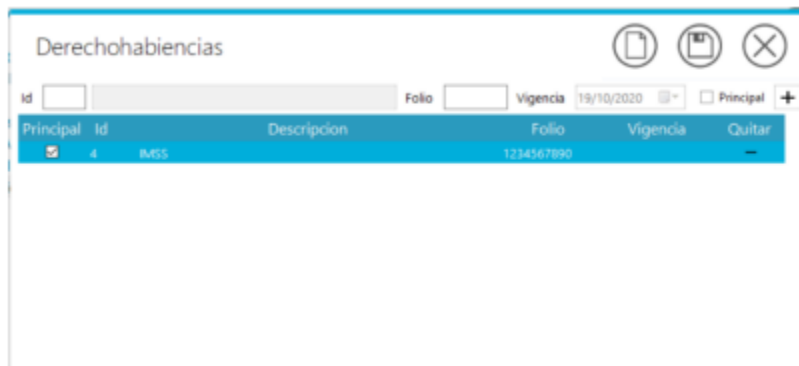 Derechohabiencias
Id Folio Vigencia 19/10/2020 Principal +
Principal Id Descripcion Folio Vigencia Quitar
4 IMSS 1234567890 −